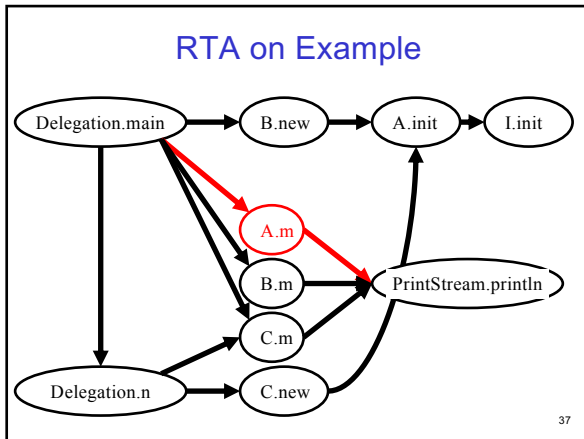 RTA on Example
Delegation.main
B.new
A.init
I.init
A.m
B.m
PrintStream.println
C.m
Delegation.n
C.new
37